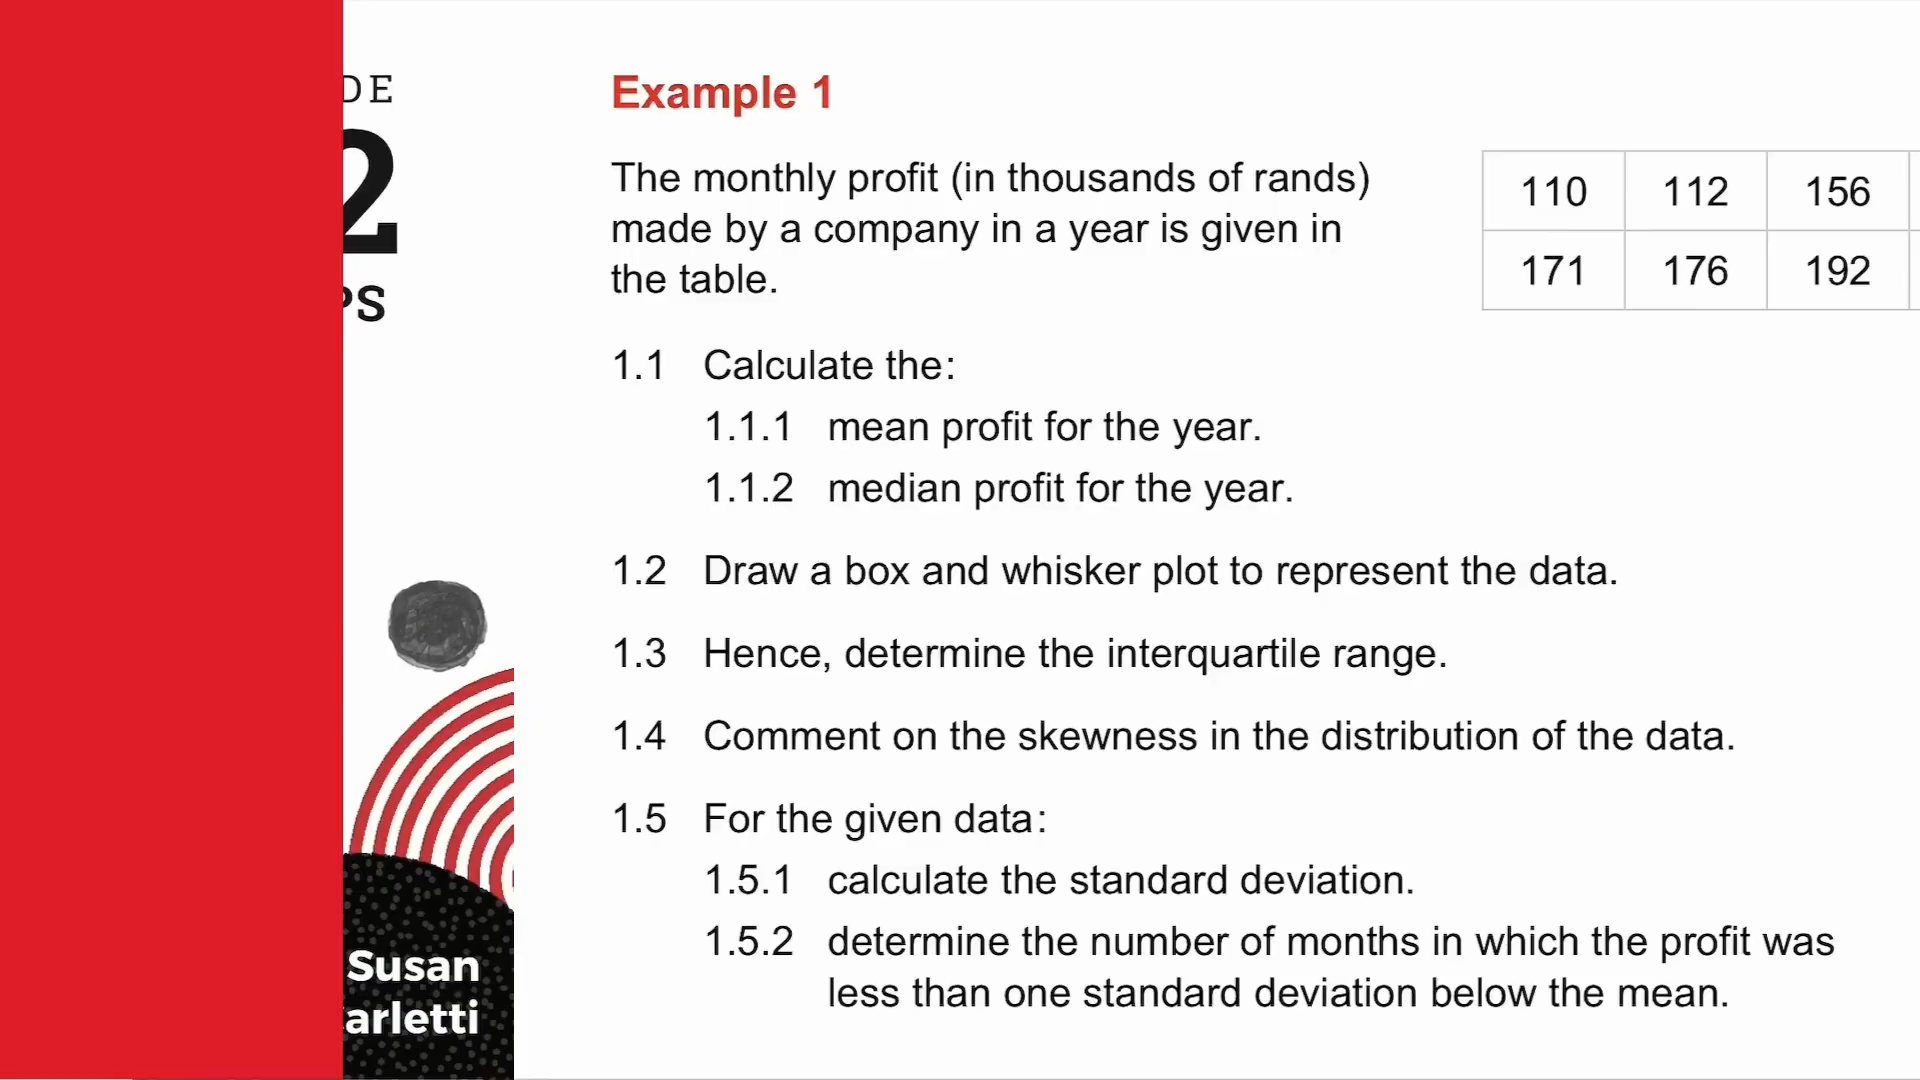 Example 1
The monthly profit (in thousands of rands)
made by a company in a year is given in
the table.
110 112 156
171 176 192
1.1 Calculate the:
1.1.1 mean profit for the year.
1.1.2 median profit for the year.
1.2 Draw a box and whisker plot to represent the data.
1.3 Hence, determine the interquartile range.
1.4 Comment on the skewness in the distribution of the data.
1.5 For the given data:
1.5.1 calculate the standard deviation.
1.5.2 determine the number of months in which the profit was
less than one standard deviation below the mean.
DE
2
PS
Susan
arletti